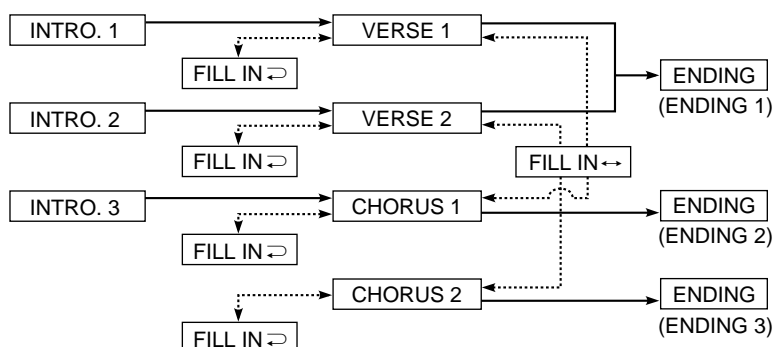 INTRO. 1
VERSE 1
FILL IN
ENDING
(ENDING 1)
INTRO. 2
VERSE 2
FILL IN
FILL IN
INTRO. 3
CHORUS 1
ENDING
(ENDING 2)
FILL IN
CHORUS 2
ENDING
(ENDING 3)
FILL IN